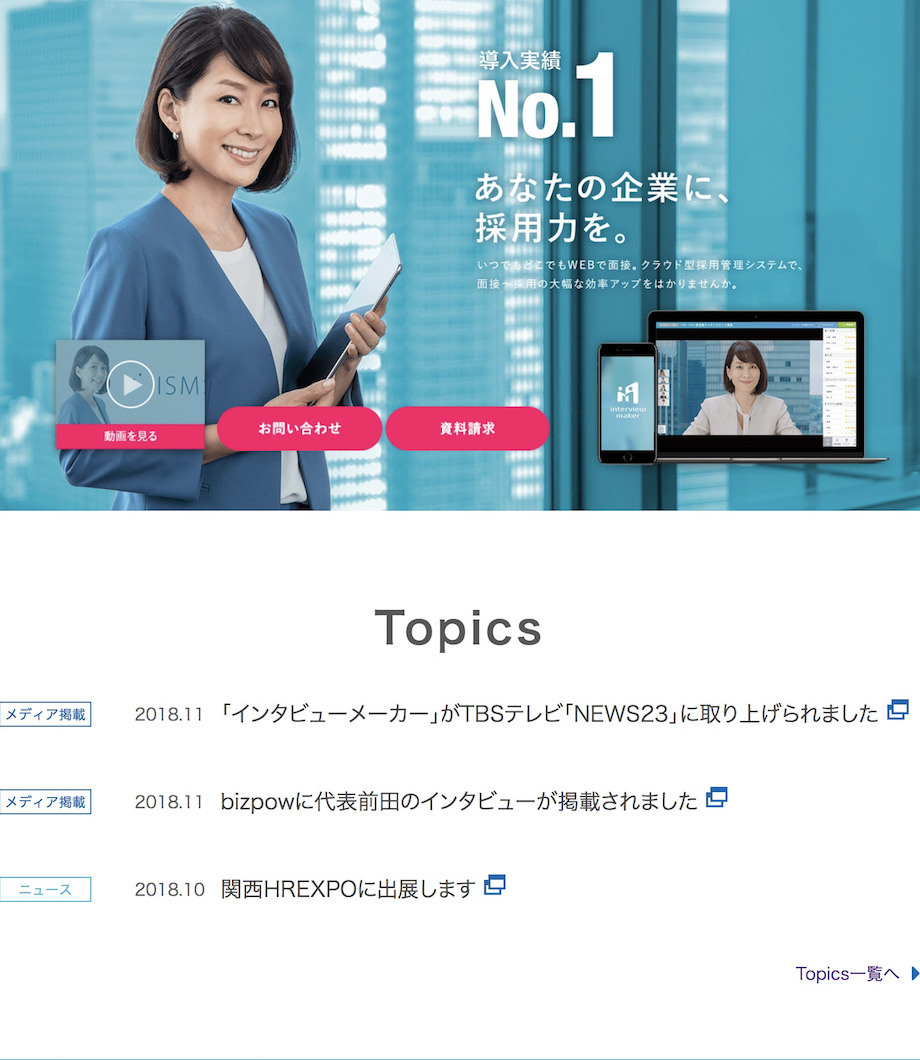 導入実績
No.1
あなたの企業に、
採用力を。
いつでもどこでもWEBで面接。クラウド型採用管理システムで、
面接〜採用の大幅な効率アップをはかりませんか。
ISM
interview
maker
動画を見る
お問い合わせ
資料請求
Topics
メディア掲載 2018.11 「インタビューメーカー」がTBSテレビ「NEWS23」に取り上げられました
メディア掲載 2018.11 bizpowに代表前田のインタビューが掲載されました
ニュース 2018.10 関西HREXPOに出展します
Topics一覧へ